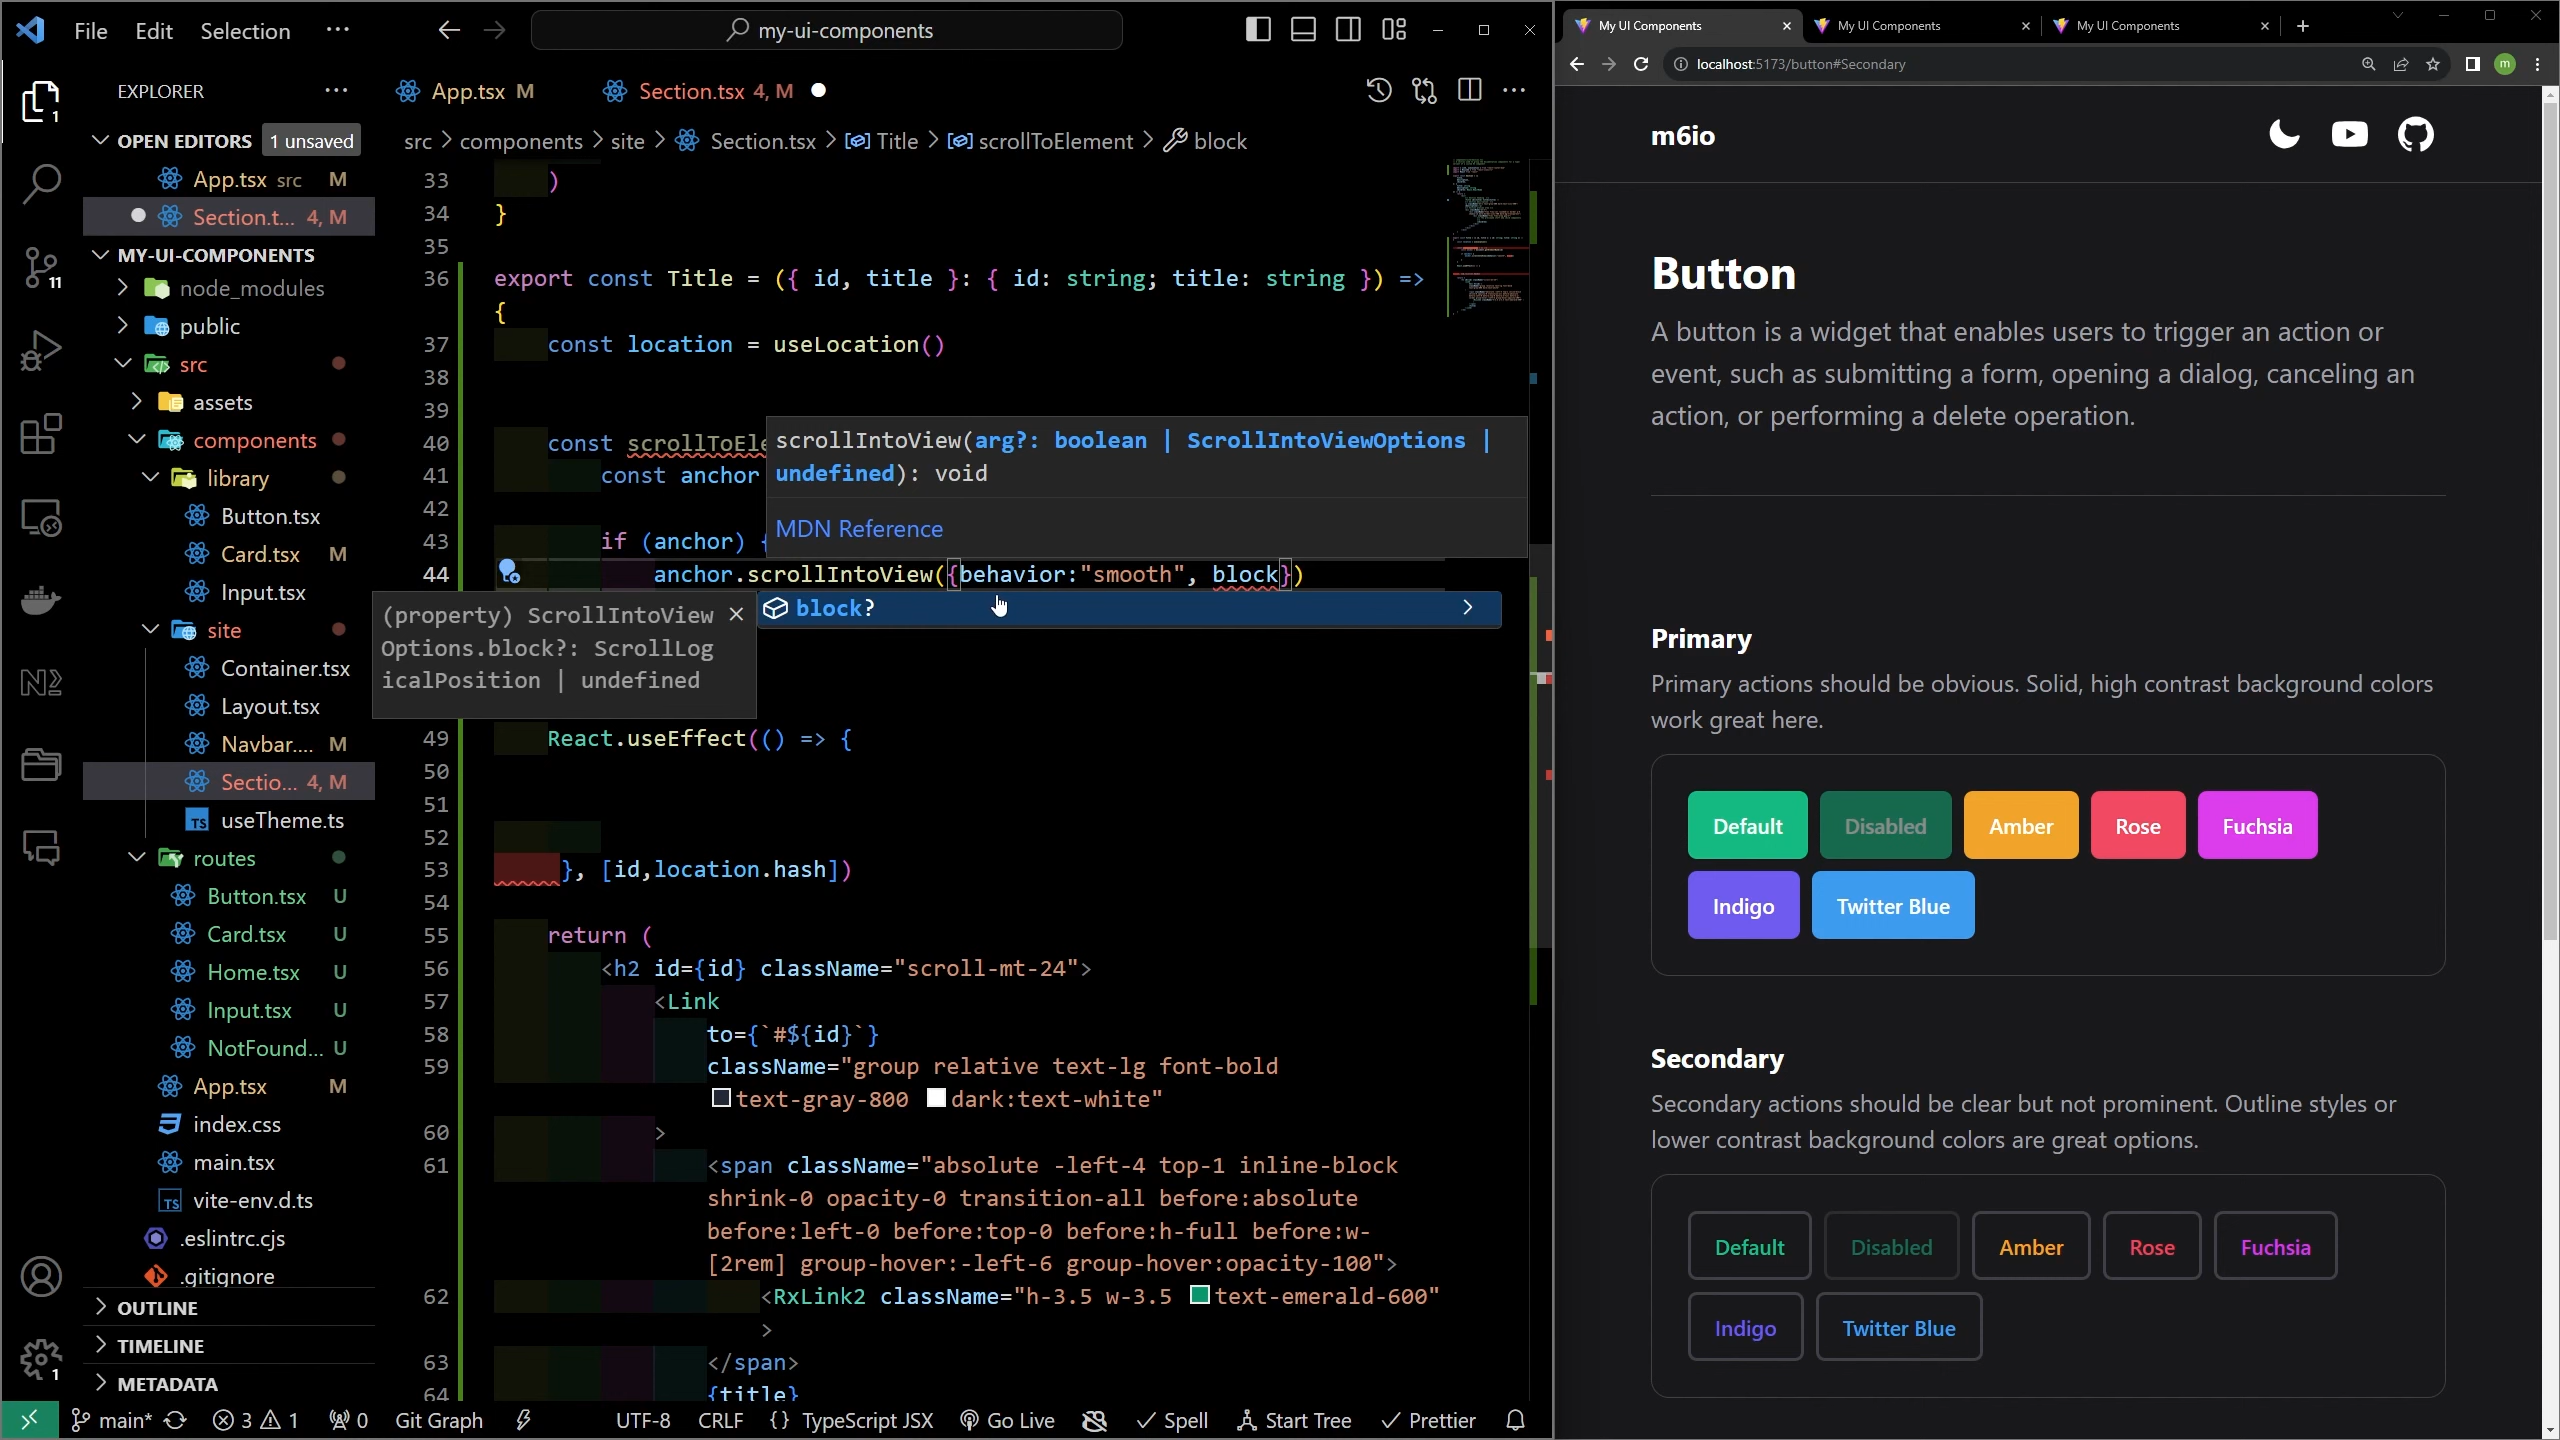 File Edit Selection ···
my-ui-components
EXPLORER
OPEN EDITORS 1 unsaved
App.tsx src M
Section.t... 4, M
MY-UI-COMPONENTS
node_modules
public
src
assets
components
library
Button.tsx
Card.tsx M
Input.tsx
site
Container.tsx
Layout.tsx
Navbar.... M
Sectio... 4, M
TS useTheme.ts
routes
Button.tsx U
Card.tsx U
Home.tsx U
Input.tsx U
NotFound... U
App.tsx M
index.css
main.tsx
TS vite-env.d.ts
.eslintrc.cjs
.gitignore
OUTLINE
TIMELINE
METADATA
1
11
1
App.tsx M
Section.tsx 4, M
src > components > site > Section.tsx > Title > scrollToElement > block
33 )
34 }
35
36 export const Title = ({ id, title }: { id: string; title: string }) =>
{
37 const location = useLocation()
38
39
40 const scrollToEle
41 const anchor
42
43 if (anchor) {
44 anchor.scrollIntoView({behavior:"smooth", block})
scrollIntoView(arg?: boolean | ScrollIntoViewOptions |
undefined): void
MDN Reference
block?
(property) ScrollIntoView
Options.block?: ScrollLog
icalPosition | undefined
49 React.useEffect(() => {
50
51
52
53 }, [id,location.hash])
54
55 return (
56 <h2 id={id} className="scroll-mt-24">
57 <Link
58 to={`#${id}`}
59 className="group relative text-lg font-bold
text-gray-800 dark:text-white"
60 >
61 <span className="absolute -left-4 top-1 inline-block
shrink-0 opacity-0 transition-all before:absolute
before:left-0 before:top-0 before:h-full before:w-
[2rem] group-hover:-left-6 group-hover:opacity-100">
62 <RxLink2 className="h-3.5 w-3.5 text-emerald-600"
>
63 </span>
64 {title}
main* 3 1 0 Git Graph UTF-8 CRLF {} TypeScript JSX Go Live Spell Start Tree Prettier
My UI Components
My UI Components
My UI Components
localhost:5173/button#Secondary
m
m6io
Button
A button is a widget that enables users to trigger an action or
event, such as submitting a form, opening a dialog, canceling an
action, or performing a delete operation.
Primary
Primary actions should be obvious. Solid, high contrast background colors
work great here.
Default Disabled Amber Rose Fuchsia
Indigo Twitter Blue
Secondary
Secondary actions should be clear but not prominent. Outline styles or
lower contrast background colors are great options.
Default Disabled Amber Rose Fuchsia
Indigo Twitter Blue